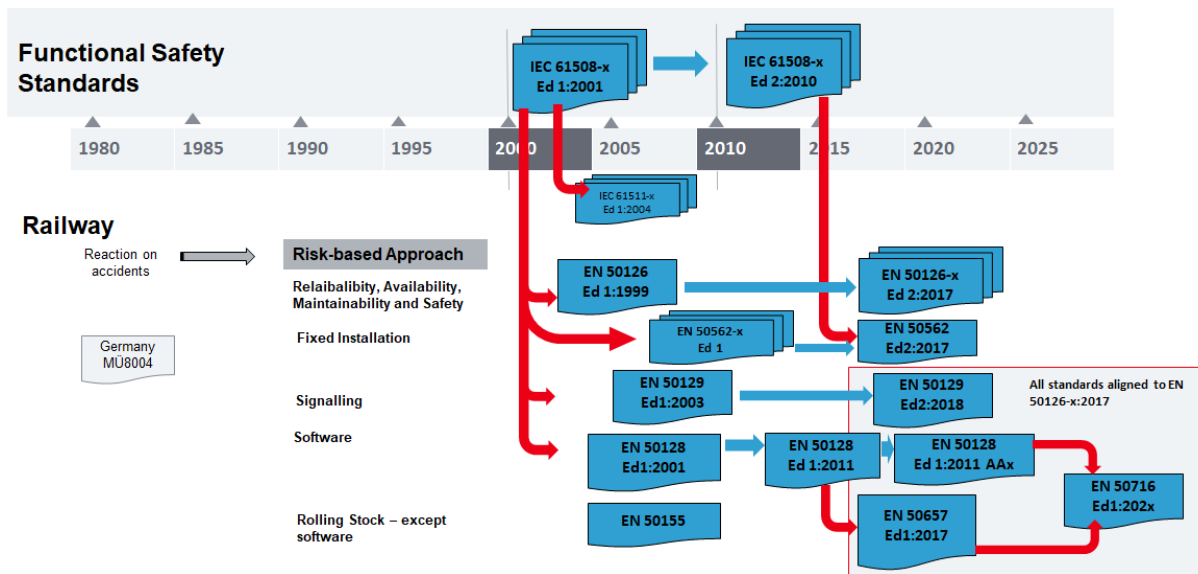 Functional Safety
Standards
IEC 61508-x
Ed 1:2001
IEC 61508-x
Ed 2:2010
1980
1985
1990
1995
2000
2005
2010
2015
2020
2025
IEC 61511-x
Ed 1:2004
Railway
Reaction on
accidents
Risk-based Approach
Relaibalibity, Availability,
Maintainability and Safety
EN 50126
Ed 1:1999
EN 50126-x
Ed 2:2017
Fixed Installation
EN 50562-x
Ed 1
EN 50562
Ed2:2017
Germany
MÜ8004
Signalling
EN 50129
Ed1:2003
EN 50129
Ed2:2018
All standards aligned to EN
50126-x:2017
Software
EN 50128
Ed1:2001
EN 50128
Ed 1:2011
EN 50128
Ed 1:2011 AAx
EN 50716
Ed1:202x
Rolling Stock – except
software
EN 50155
EN 50657
Ed1:2017